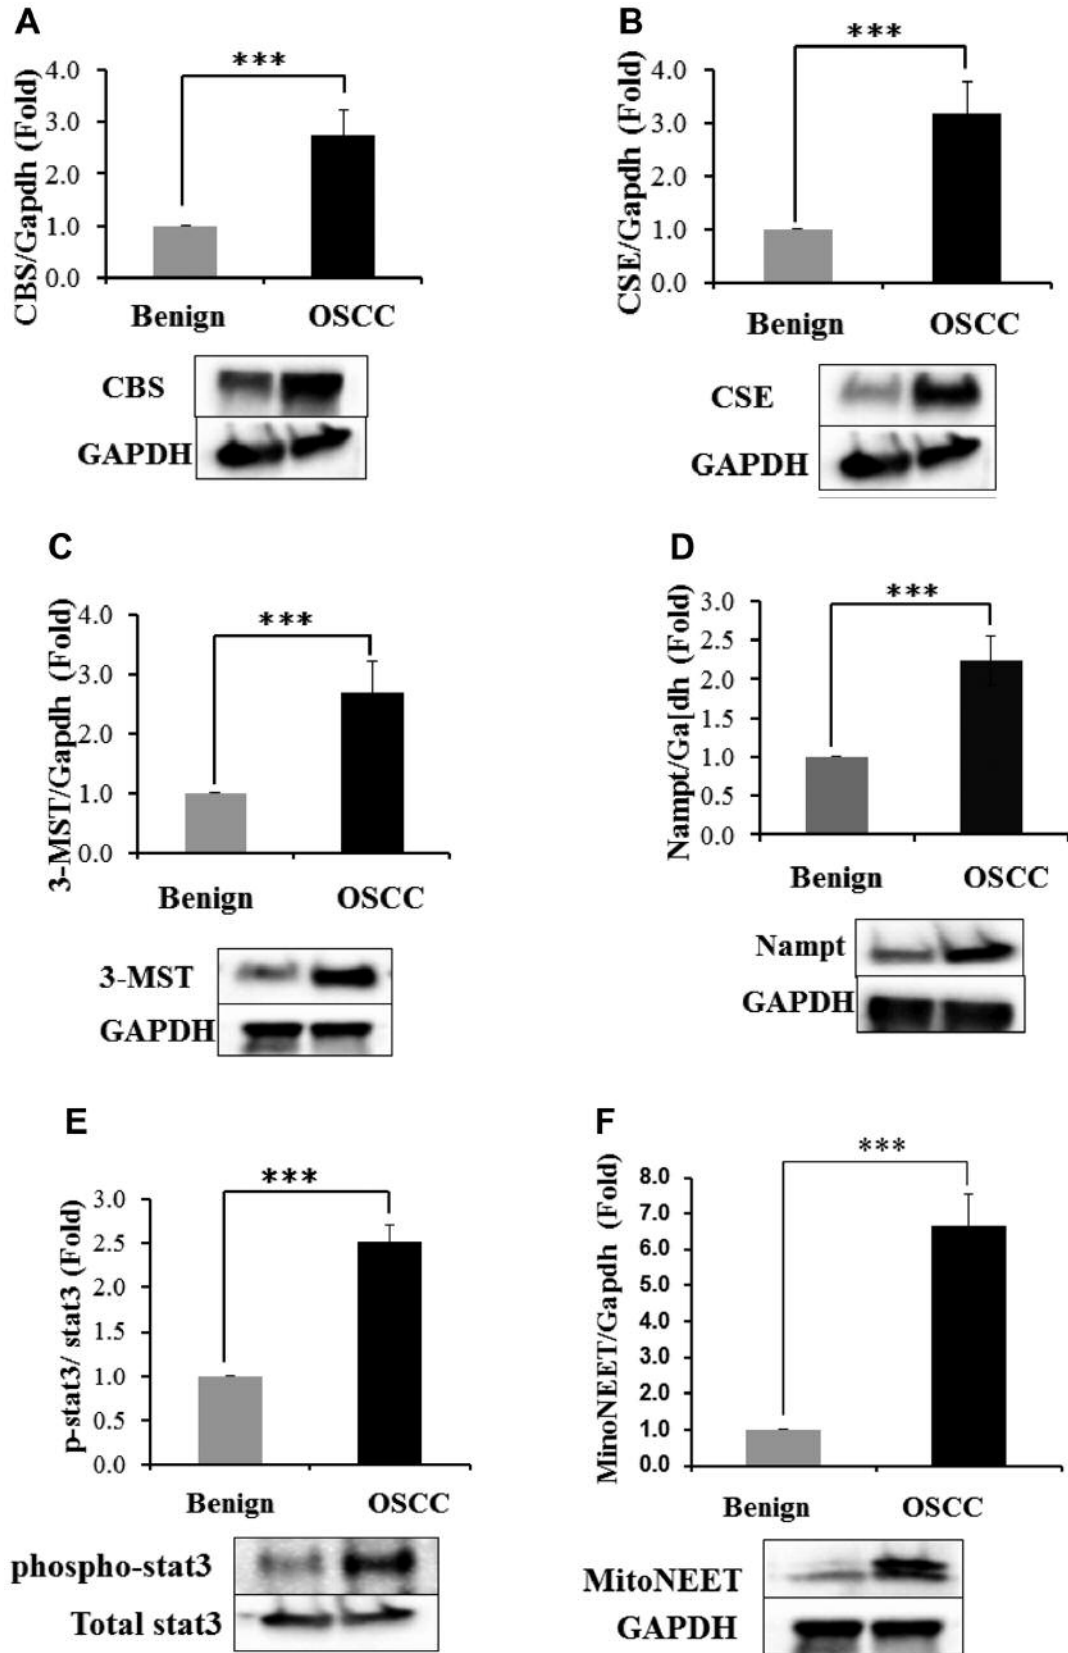 A
***
CBS/Gapdh (Fold)
4.0
3.0
2.0
1.0
0.0
Benign OSCC
CBS
GAPDH
B
***
CSE/Gapdh (Fold)
4.0
3.0
2.0
1.0
0.0
Benign OSCC
CSE
GAPDH
C
***
3-MST/Gapdh (Fold)
4.0
3.0
2.0
1.0
0.0
Benign OSCC
3-MST
GAPDH
D
***
Nampt/Ga[dh (Fold)
3.0
2.5
2.0
1.5
1.0
0.5
0.0
Benign OSCC
Nampt
GAPDH
E
***
p-stat3/ stat3 (Fold)
3.0
2.5
2.0
1.5
1.0
0.5
0.0
Benign OSCC
phospho-stat3
Total stat3
F
***
MinoNEET/Gapdh (Fold)
8.0
7.0
6.0
5.0
4.0
3.0
2.0
1.0
0.0
Benign OSCC
MitoNEET
GAPDH